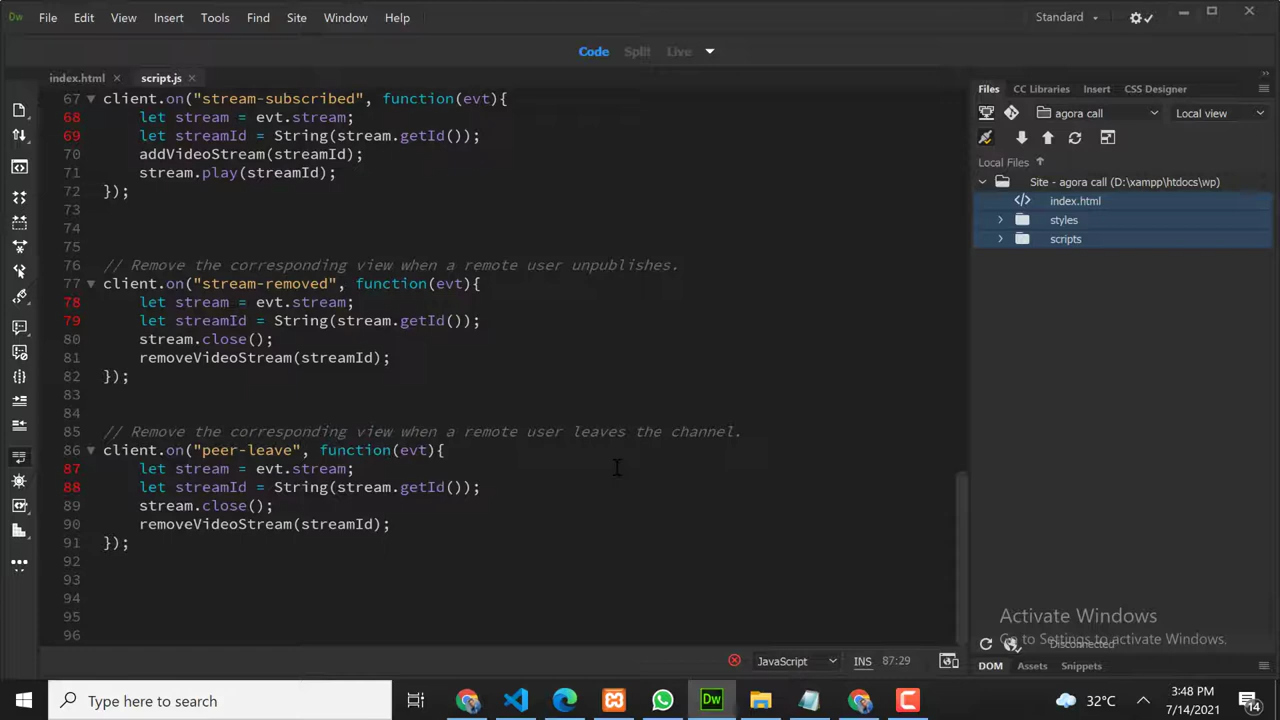 Dw File Edit View Insert Tools Find Site Window Help Standard
Code Split Live
index.html × script.js ×
67 client.on("stream-subscribed", function(evt){
68 let stream = evt.stream;
69 let streamId = String(stream.getId());
70 addVideoStream(streamId);
71 stream.play(streamId);
72 });
73
74
75
76 // Remove the corresponding view when a remote user unpublishes.
77 client.on("stream-removed", function(evt){
78 let stream = evt.stream;
79 let streamId = String(stream.getId());
80 stream.close();
81 removeVideoStream(streamId);
82 });
83
84
85 // Remove the corresponding view when a remote user leaves the channel.
86 client.on("peer-leave", function(evt){
87 let stream = evt.stream;
88 let streamId = String(stream.getId());
89 stream.close();
90 removeVideoStream(streamId);
91 });
92
93
94
95
96
JavaScript INS 87:29
Files CC Libraries Insert CSS Designer
agora call Local view
Local Files
Site - agora call (D:\xampp\htdocs\wp)
index.html
styles
scripts
Activate Windows
Go to Settings to activate Windows.
Disconnected
DOM Assets Snippets
Type here to search
Dw
32°C
3:48 PM
7/14/2021
14